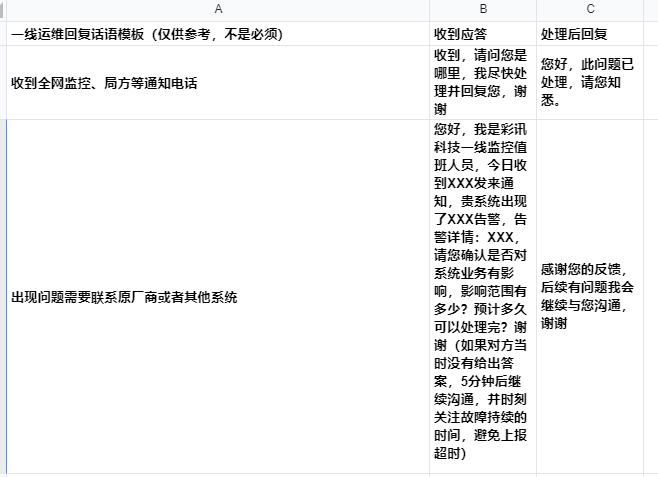 A
B
C
一线运维回复话语模板（仅供参考，不是必须）
收到应答
处理后回复
收到全网监控、局方等通知电话
收到，请问您是
哪里，我尽快处
理并回复您，谢
谢
您好，此问题已
处理，请您知
悉。
出现问题需要联系原厂商或者其他系统
您好，我是彩讯
科技一线监控值
班人员，今日收
到XXX发来通
知，贵系统出现
了XXX告警，告
警详情：XXX，
请您确认是否对
系统业务有影
响，影响范围有
多少？预计多久
可以处理完？谢
谢（如果对方当
时没有给出答
案，5分钟后继
续沟通，并时刻
关注故障持续的
时间，避免上报
超时）
感谢您的反馈，
后续有问题我会
继续与您沟通，
谢谢